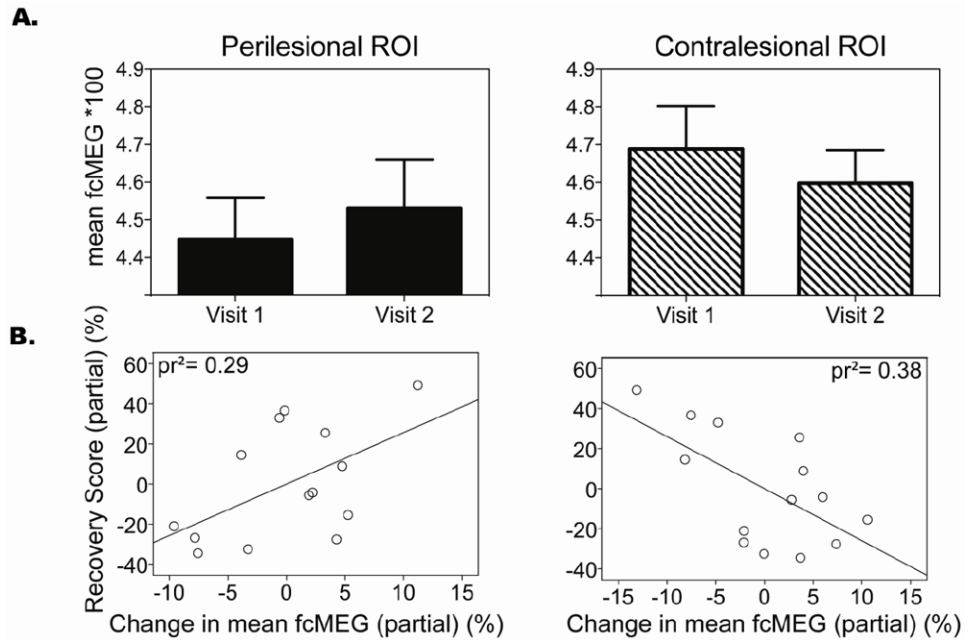 A.
Perilesional ROI
Contralesional ROI
mean fcMEG *100
4.9
4.8
4.7
4.6
4.5
4.4
Visit 1
Visit 2
4.9
4.8
4.7
4.6
4.5
4.4
Visit 1
Visit 2
B.
Recovery Score (partial) (%)
pr²= 0.29
60
40
20
0
-20
-40
-10
-5
0
5
10
15
Change in mean fcMEG (partial) (%)
pr²= 0.38
60
40
20
0
-20
-40
-15
-10
-5
0
5
10
15
Change in mean fcMEG (partial) (%)